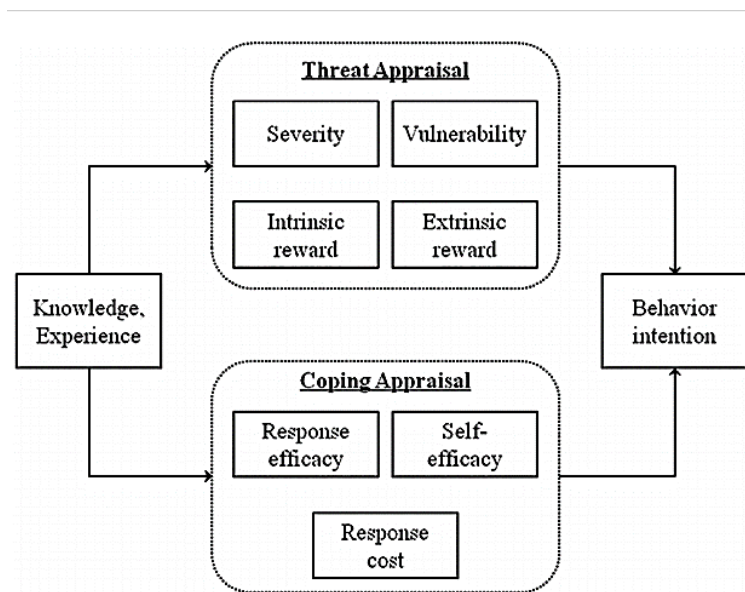 Threat Appraisal
Severity
Vulnerability
Intrinsic
reward
Extrinsic
reward
Knowledge,
Experience
Behavior
intention
Coping Appraisal
Response
efficacy
Self-
efficacy
Response
cost